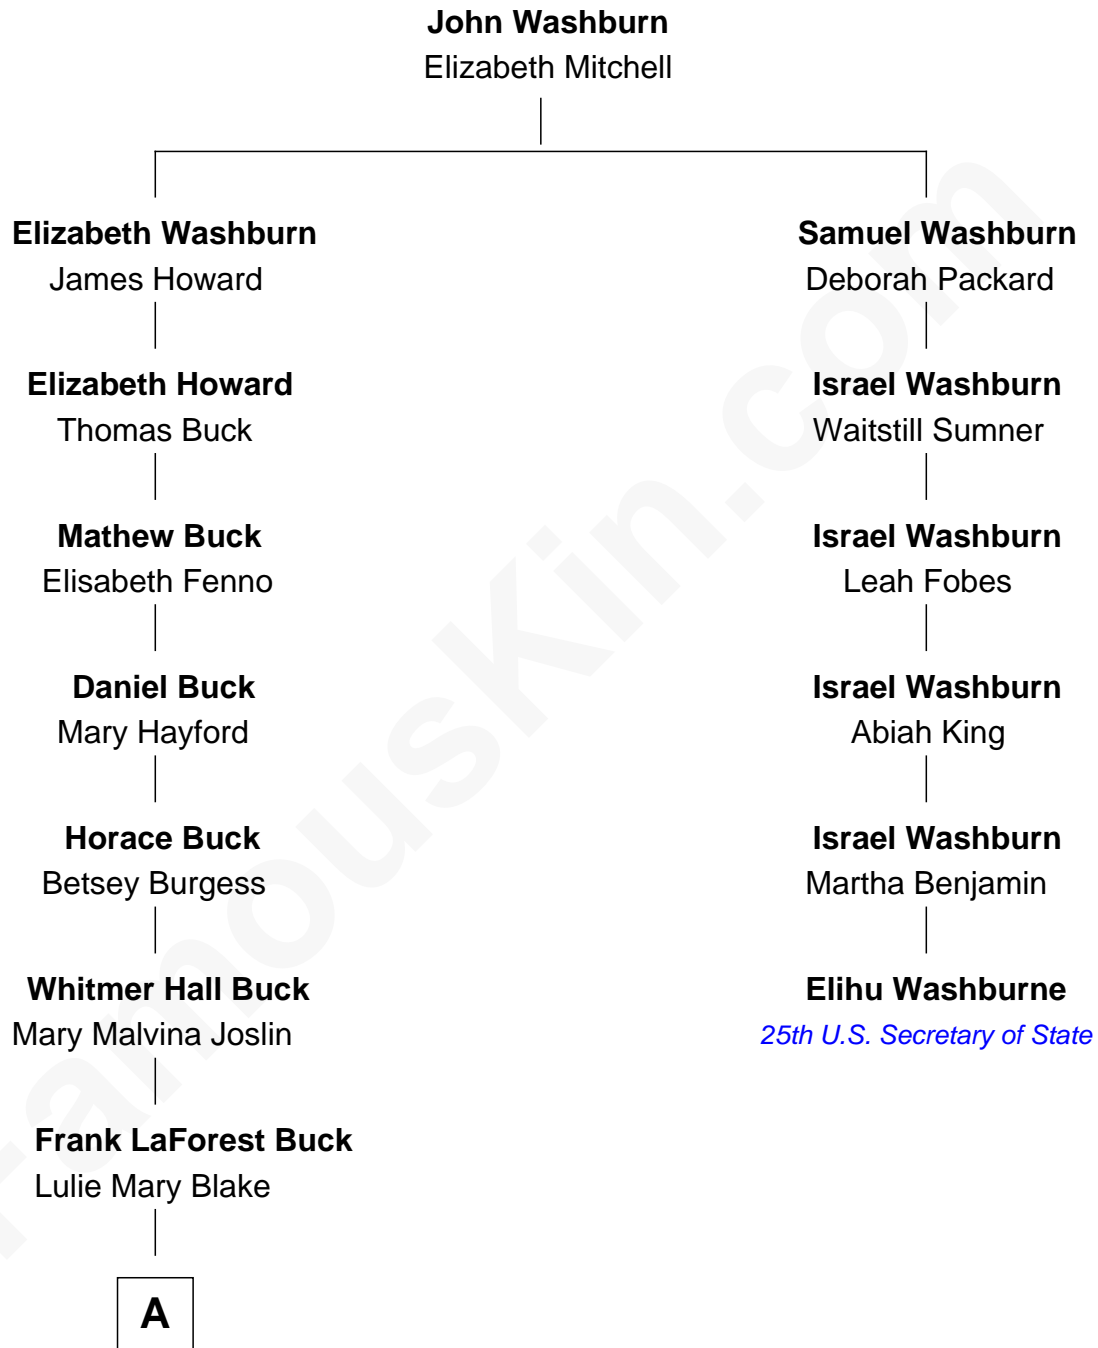 John Washburn
Elizabeth Mitchell
Elizabeth Washburn
James Howard
Samuel Washburn
Deborah Packard
Elizabeth Howard
Thomas Buck
Israel Washburn
Waitstill Sumner
Mathew Buck
Elisabeth Fenno
Israel Washburn
Leah Fobes
Daniel Buck
Mary Hayford
Israel Washburn
Abiah King
Horace Buck
Betsey Burgess
Israel Washburn
Martha Benjamin
Whitmer Hall Buck
Mary Malvina Joslin
Elihu Washburne
25th U.S. Secretary of State
Frank LaForest Buck
Lulie Mary Blake
A
FamousKin.com